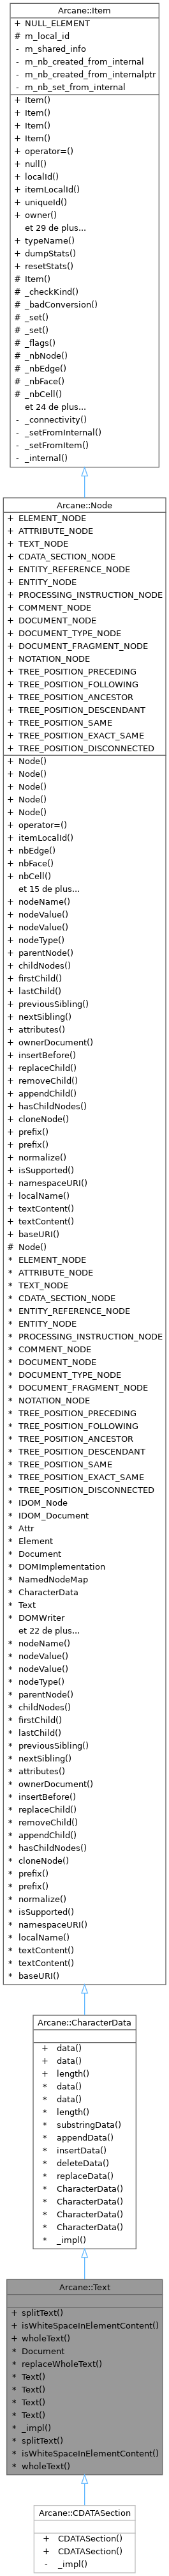 Arcane::Item
+ NULL_ELEMENT
# m_local_id
- m_shared_info
- m_nb_created_from_internal
- m_nb_created_from_internalptr
- m_nb_set_from_internal
+ Item()
+ Item()
+ Item()
+ Item()
+ operator=()
+ null()
+ localId()
+ itemLocalId()
+ uniqueId()
+ owner()
et 29 de plus...
+ typeName()
+ dumpStats()
+ resetStats()
# Item()
# _checkKind()
# _badConversion()
# _set()
# _set()
# _flags()
# _nbNode()
# _nbEdge()
# _nbFace()
# _nbCell()
et 24 de plus...
- _connectivity()
- _setFromInternal()
- _setFromItem()
- _internal()
Arcane::Node
+ ELEMENT_NODE
+ ATTRIBUTE_NODE
+ TEXT_NODE
+ CDATA_SECTION_NODE
+ ENTITY_REFERENCE_NODE
+ ENTITY_NODE
+ PROCESSING_INSTRUCTION_NODE
+ COMMENT_NODE
+ DOCUMENT_NODE
+ DOCUMENT_TYPE_NODE
+ DOCUMENT_FRAGMENT_NODE
+ NOTATION_NODE
+ TREE_POSITION_PRECEDING
+ TREE_POSITION_FOLLOWING
+ TREE_POSITION_ANCESTOR
+ TREE_POSITION_DESCENDANT
+ TREE_POSITION_SAME
+ TREE_POSITION_EXACT_SAME
+ TREE_POSITION_DISCONNECTED
+ Node()
+ Node()
+ Node()
+ Node()
+ Node()
+ operator=()
+ itemLocalId()
+ nbEdge()
+ nbFace()
+ nbCell()
et 15 de plus...
+ nodeName()
+ nodeValue()
+ nodeValue()
+ nodeType()
+ parentNode()
+ childNodes()
+ firstChild()
+ lastChild()
+ previousSibling()
+ nextSibling()
+ attributes()
+ ownerDocument()
+ insertBefore()
+ replaceChild()
+ removeChild()
+ appendChild()
+ hasChildNodes()
+ cloneNode()
+ prefix()
+ prefix()
+ normalize()
+ isSupported()
+ namespaceURI()
+ localName()
+ textContent()
+ textContent()
+ baseURI()
# Node()
* ELEMENT_NODE
* ATTRIBUTE_NODE
* TEXT_NODE
* CDATA_SECTION_NODE
* ENTITY_REFERENCE_NODE
* ENTITY_NODE
* PROCESSING_INSTRUCTION_NODE
* COMMENT_NODE
* DOCUMENT_NODE
* DOCUMENT_TYPE_NODE
* DOCUMENT_FRAGMENT_NODE
* NOTATION_NODE
* TREE_POSITION_PRECEDING
* TREE_POSITION_FOLLOWING
* TREE_POSITION_ANCESTOR
* TREE_POSITION_DESCENDANT
* TREE_POSITION_SAME
* TREE_POSITION_EXACT_SAME
* TREE_POSITION_DISCONNECTED
* IDOM_Node
* IDOM_Document
* Attr
* Element
* Document
* DOMImplementation
* NamedNodeMap
* CharacterData
* Text
* DOMWriter
et 22 de plus...
* nodeName()
* nodeValue()
* nodeValue()
* nodeType()
* parentNode()
* childNodes()
* firstChild()
* lastChild()
* previousSibling()
* nextSibling()
* attributes()
* ownerDocument()
* insertBefore()
* replaceChild()
* removeChild()
* appendChild()
* hasChildNodes()
* cloneNode()
* prefix()
* prefix()
* normalize()
* isSupported()
* namespaceURI()
* localName()
* textContent()
* textContent()
* baseURI()
Arcane::CharacterData
+ data()
+ data()
+ length()
* data()
* data()
* length()
* substringData()
* appendData()
* insertData()
* deleteData()
* replaceData()
* CharacterData()
* CharacterData()
* CharacterData()
* CharacterData()
* _impl()
Arcane::Text
+ splitText()
+ isWhiteSpaceInElementContent()
+ wholeText()
* Document
* replaceWholeText()
* Text()
* Text()
* Text()
* Text()
* _impl()
* splitText()
* isWhiteSpaceInElementContent()
* wholeText()
Arcane::CDATASection
+ CDATASection()
+ CDATASection()
- _impl()